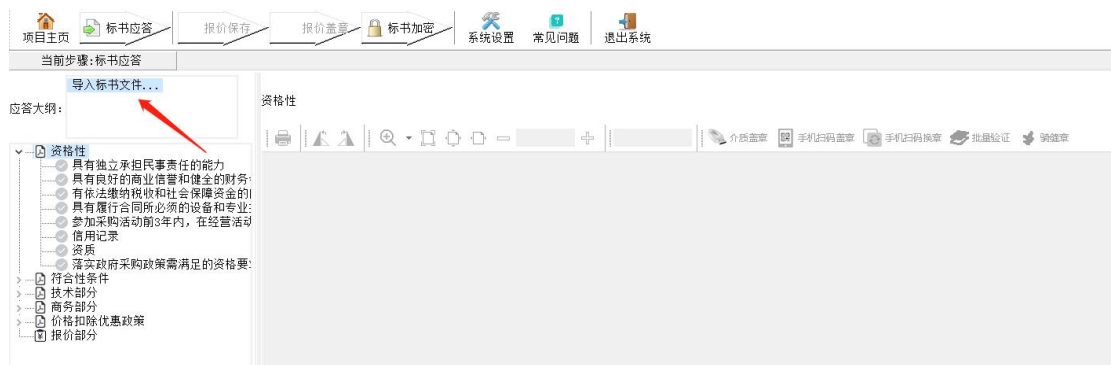 项目主页 标书应答 报价保存 报价盖章 标书加密 系统设置 常见问题 退出系统
当前步骤:标书应答
导入标书文件...
应答大纲:
资格性
介质盖章 手机扫码盖章 手机扫码换章 批量验证 骑缝章
资格性
具有独立承担民事责任的能力
具有良好的商业信誉和健全的财务
有依法缴纳税收和社会保障资金的
具有履行合同所必须的设备和专业
参加采购活动前3年内，在经营活动
信用记录
资质
落实政府采购政策需满足的资格要
符合性条件
技术部分
商务部分
价格扣除优惠政策
报价部分